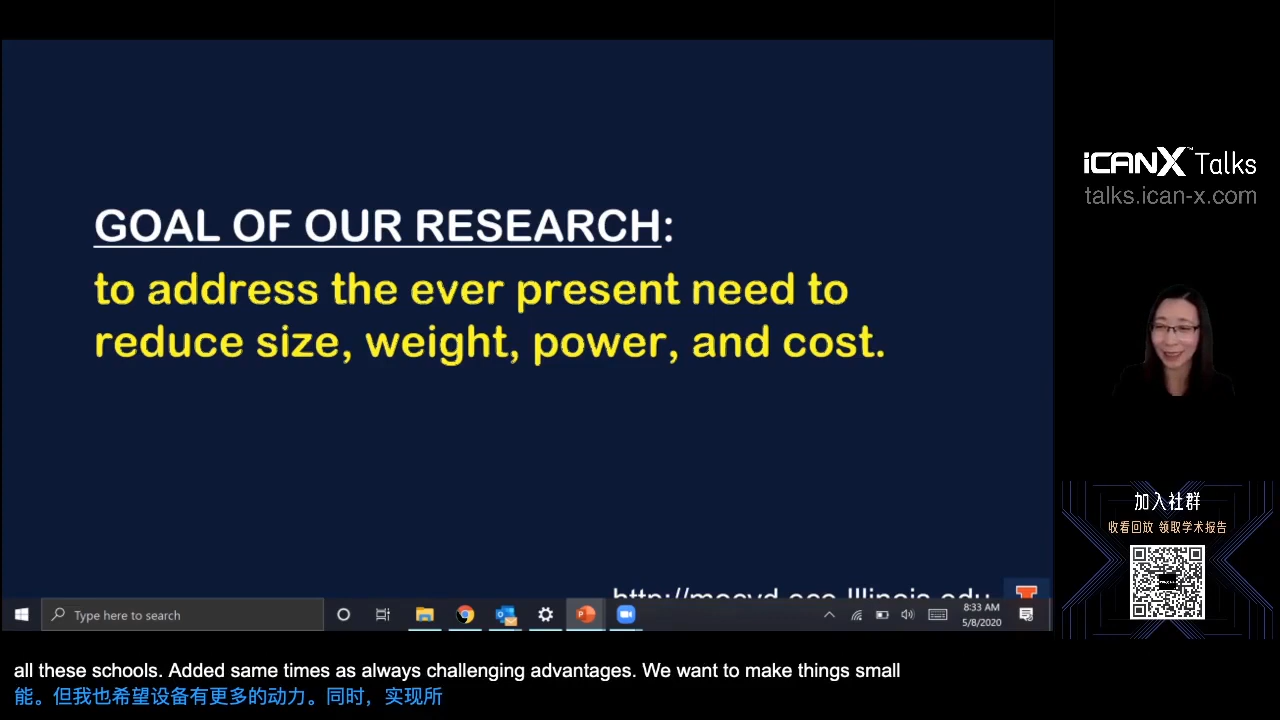 GOAL OF OUR RESEARCH:
to address the ever present need to
reduce size, weight, power, and cost.
iCANX™ Talks
talks.ican-x.com
加入社群
收看回放 领取学术报告
Type here to search
8:33 AM
5/8/2020
all these schools. Added same times as always challenging advantages. We want to make things small
能。但我也希望设备有更多的动力。同时，实现所